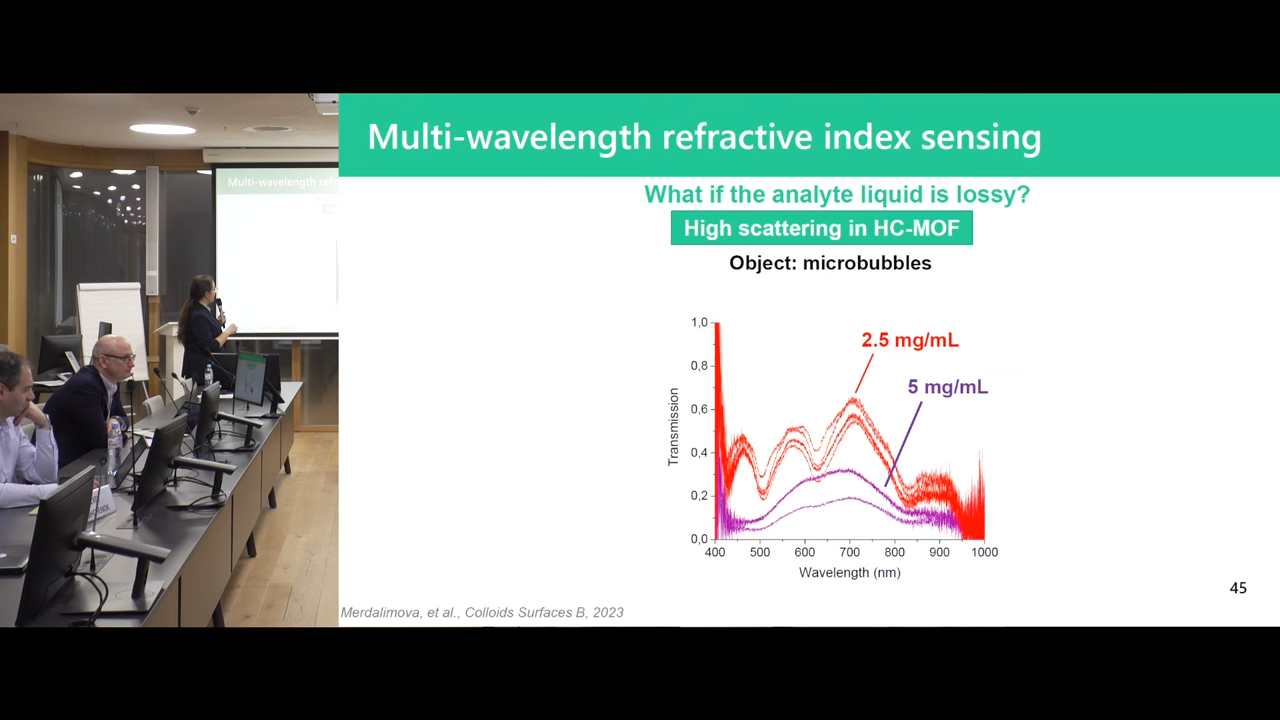 Multi-wavelength refractive index sensing
Multi-wavelength refr
What if the analyte liquid is lossy?
High scattering in HC-MOF
Object: microbubbles
1,0
0,8
0,6
0,4
0,2
0,0
Transmission
2.5 mg/mL
5 mg/mL
400 500 600 700 800 900 1000
Wavelength (nm)
45
Merdalimova, et al., Colloids Surfaces B, 2023